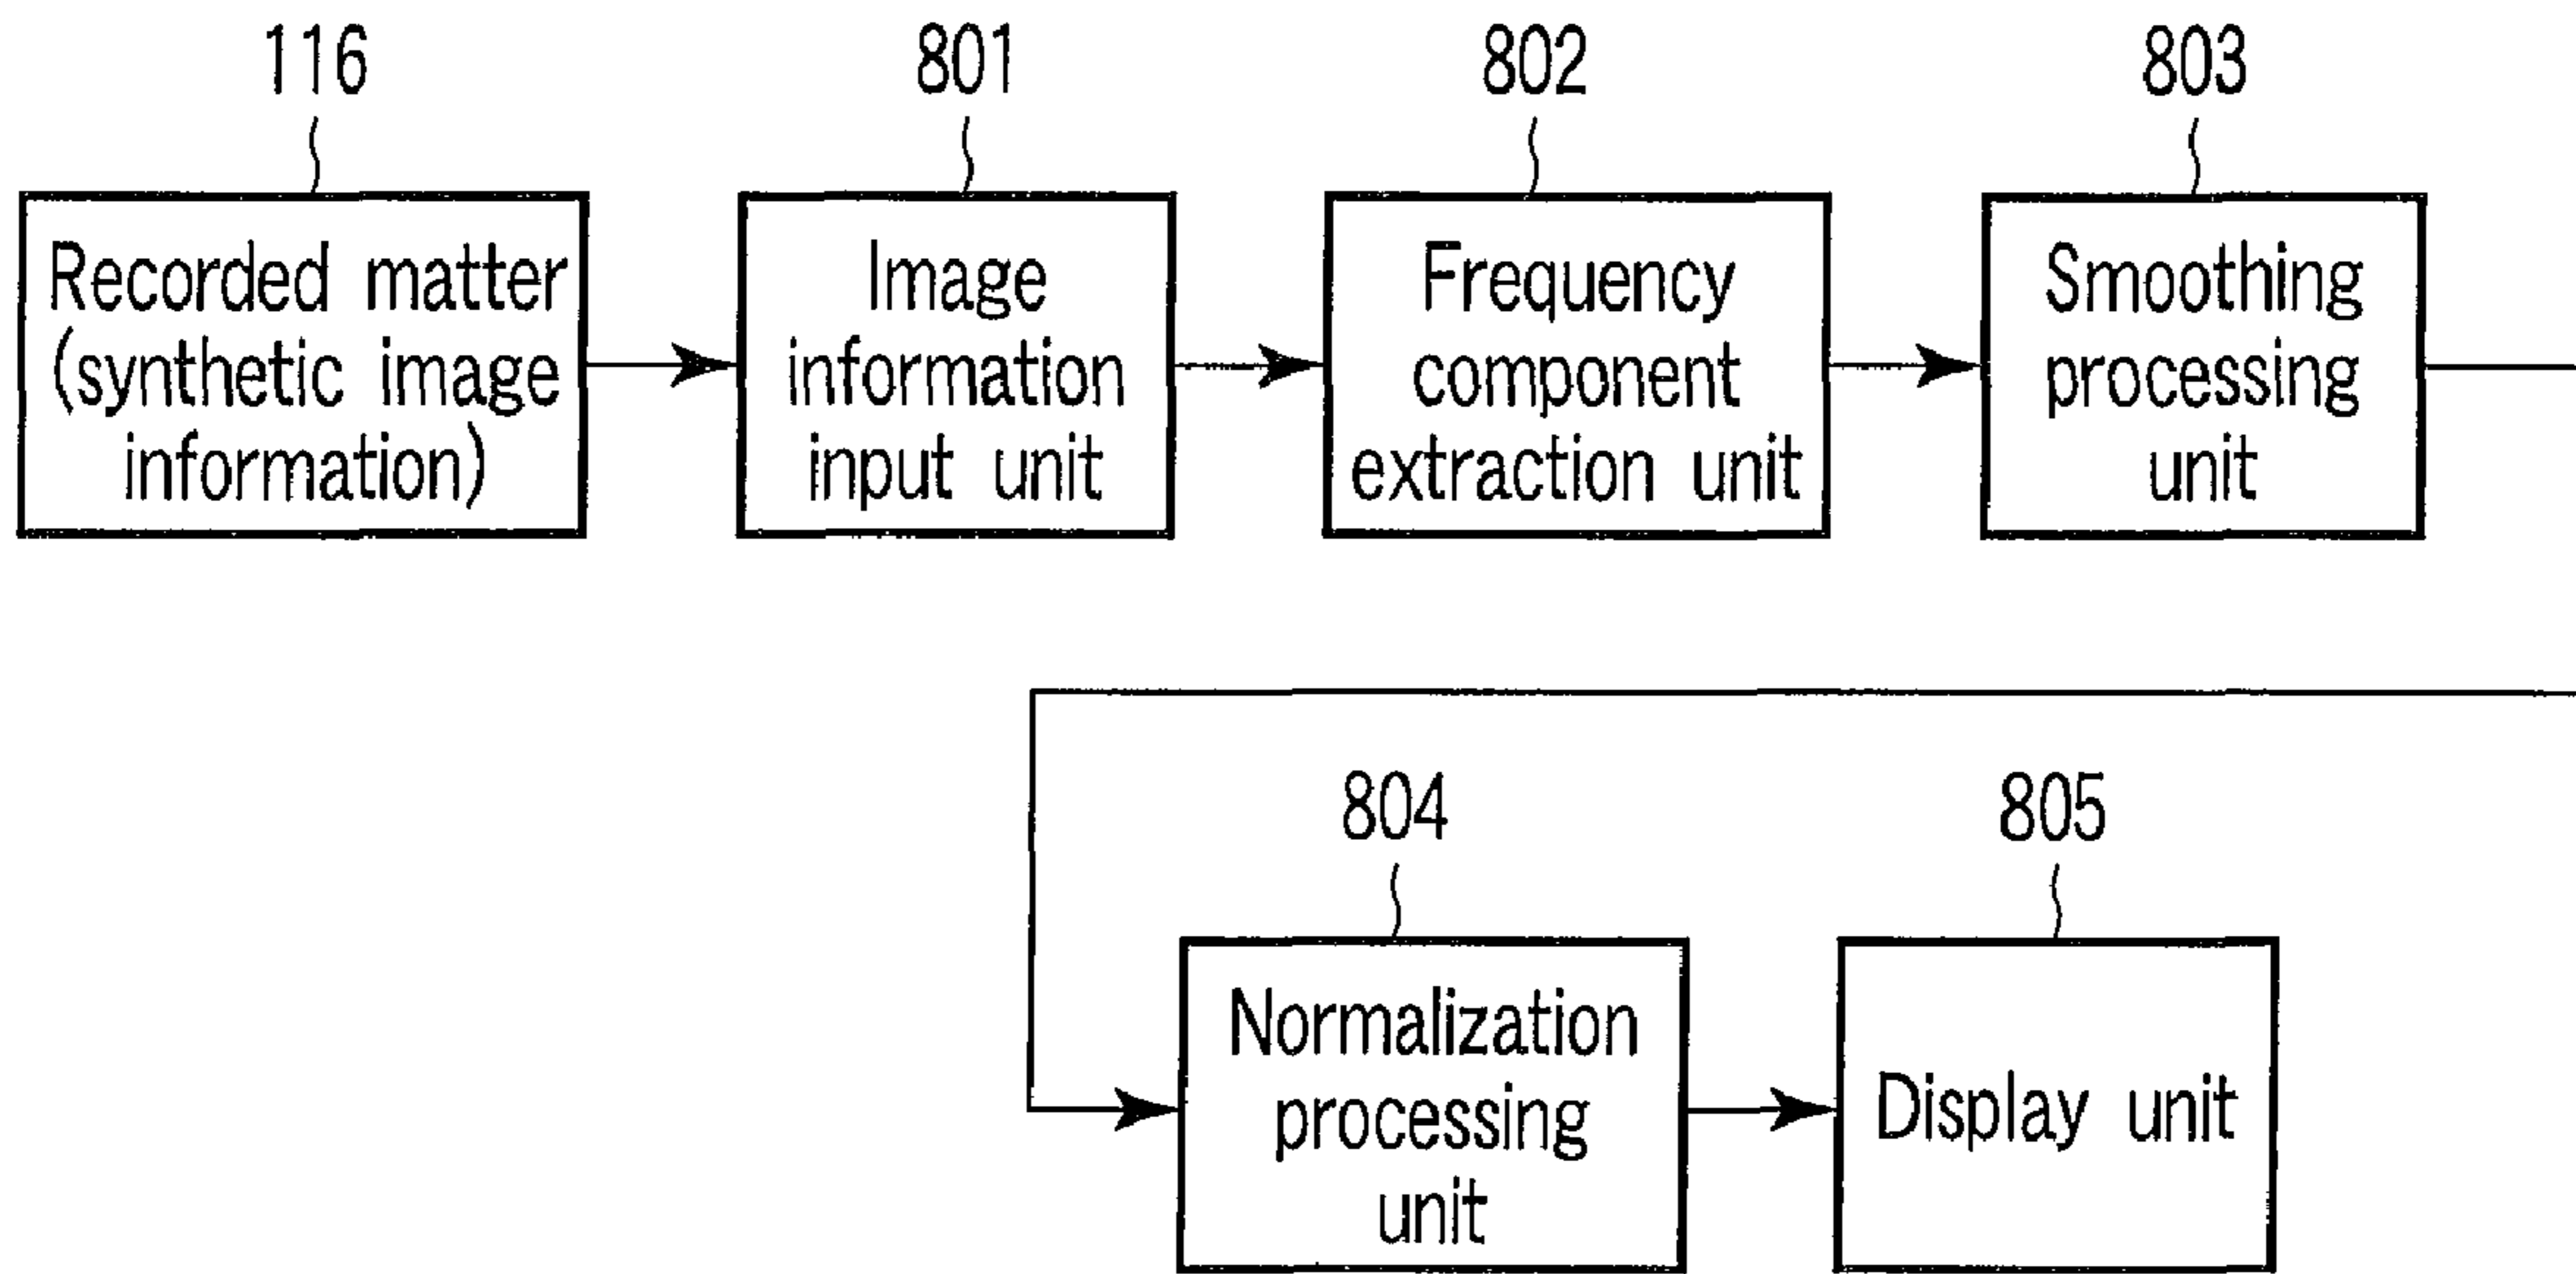 116
801
802
803
Recorded matter
(synthetic image
information)
Image
information
input unit
Frequency
component
extraction unit
Smoothing
processing
unit
804
805
Normalization
processing
unit
Display unit